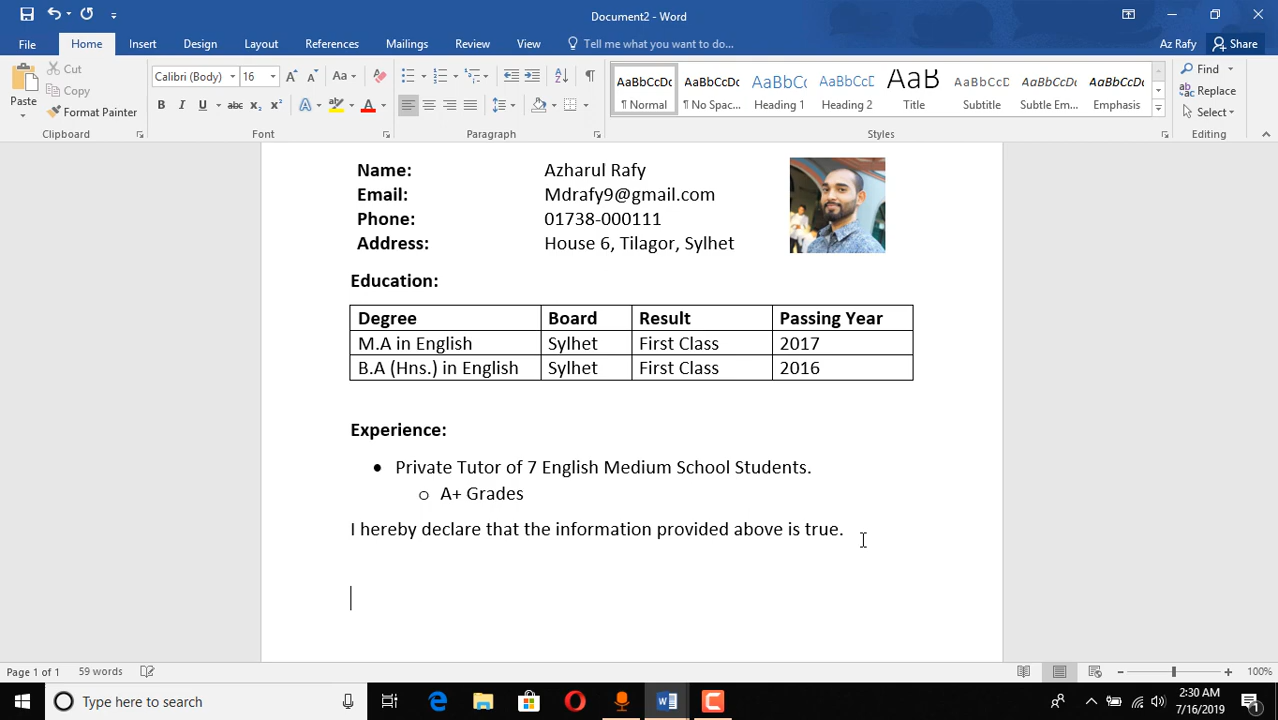 Document2 - Word
File Home Insert Design Layout References Mailings Review View Tell me what you want to do... Az Rafy Share
Paste Cut Copy Format Painter
Calibri (Body) 16 Aa
AaBbCcDc AaBbCcDc AaBbCc AaBbCcD AaB AaBbCcD AaBbCcDc AaBbCcDc
¶ Normal ¶ No Spac... Heading 1 Heading 2 Title Subtitle Subtle Em... Emphasis
Find Replace Select
Clipboard Font Paragraph Styles Editing
Name: Azharul Rafy
Email: Mdrafy9@gmail.com
Phone: 01738-000111
Address: House 6, Tilagor, Sylhet
Education:
Degree Board Result Passing Year
M.A in English Sylhet First Class 2017
B.A (Hns.) in English Sylhet First Class 2016
Experience:
• Private Tutor of 7 English Medium School Students.
o A+ Grades
I hereby declare that the information provided above is true.
Page 1 of 1 59 words 100%
Type here to search 2:30 AM
7/16/2019